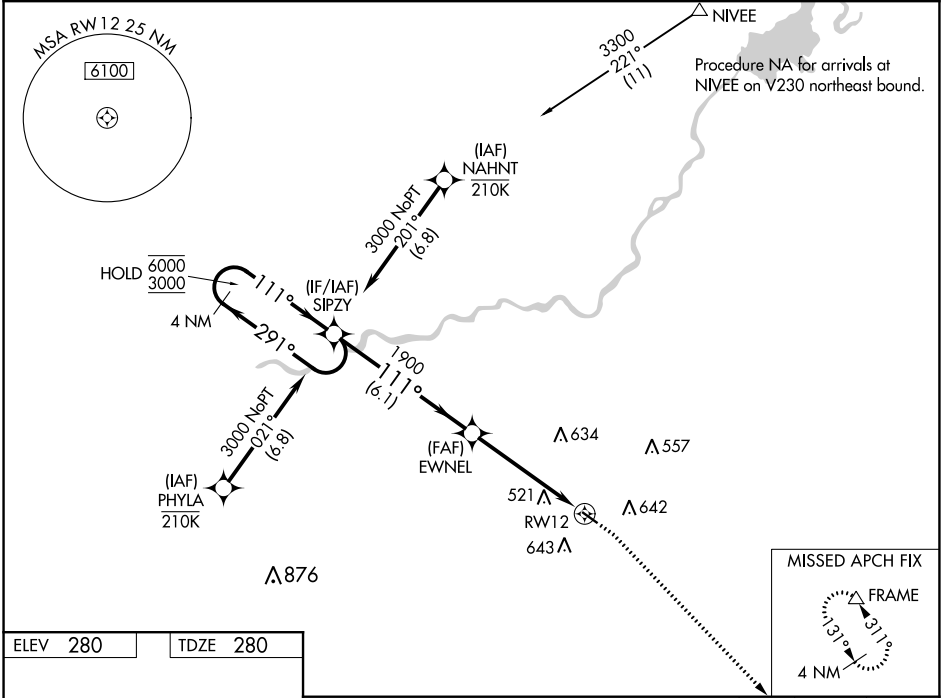 MSA RW12 25 NM
6100
NIVEE
3300
221°
(11)
Procedure NA for arrivals at
NIVEE on V230 northeast bound.
(IAF)
NAHNT
210K
3000 NoPT
201°
(6.8)
HOLD 6000
3000
111°
4 NM
291°
(IF/IAF)
SIPZY
1900
111°
(6.1)
3000 NoPT
021°
(6.8)
(IAF)
PHYLA
210K
(FAF)
EWNEL
634
557
521
RW12
642
643
876
MISSED APCH FIX
FRAME
131°
311°
4 NM
ELEV 280
TDZE 280